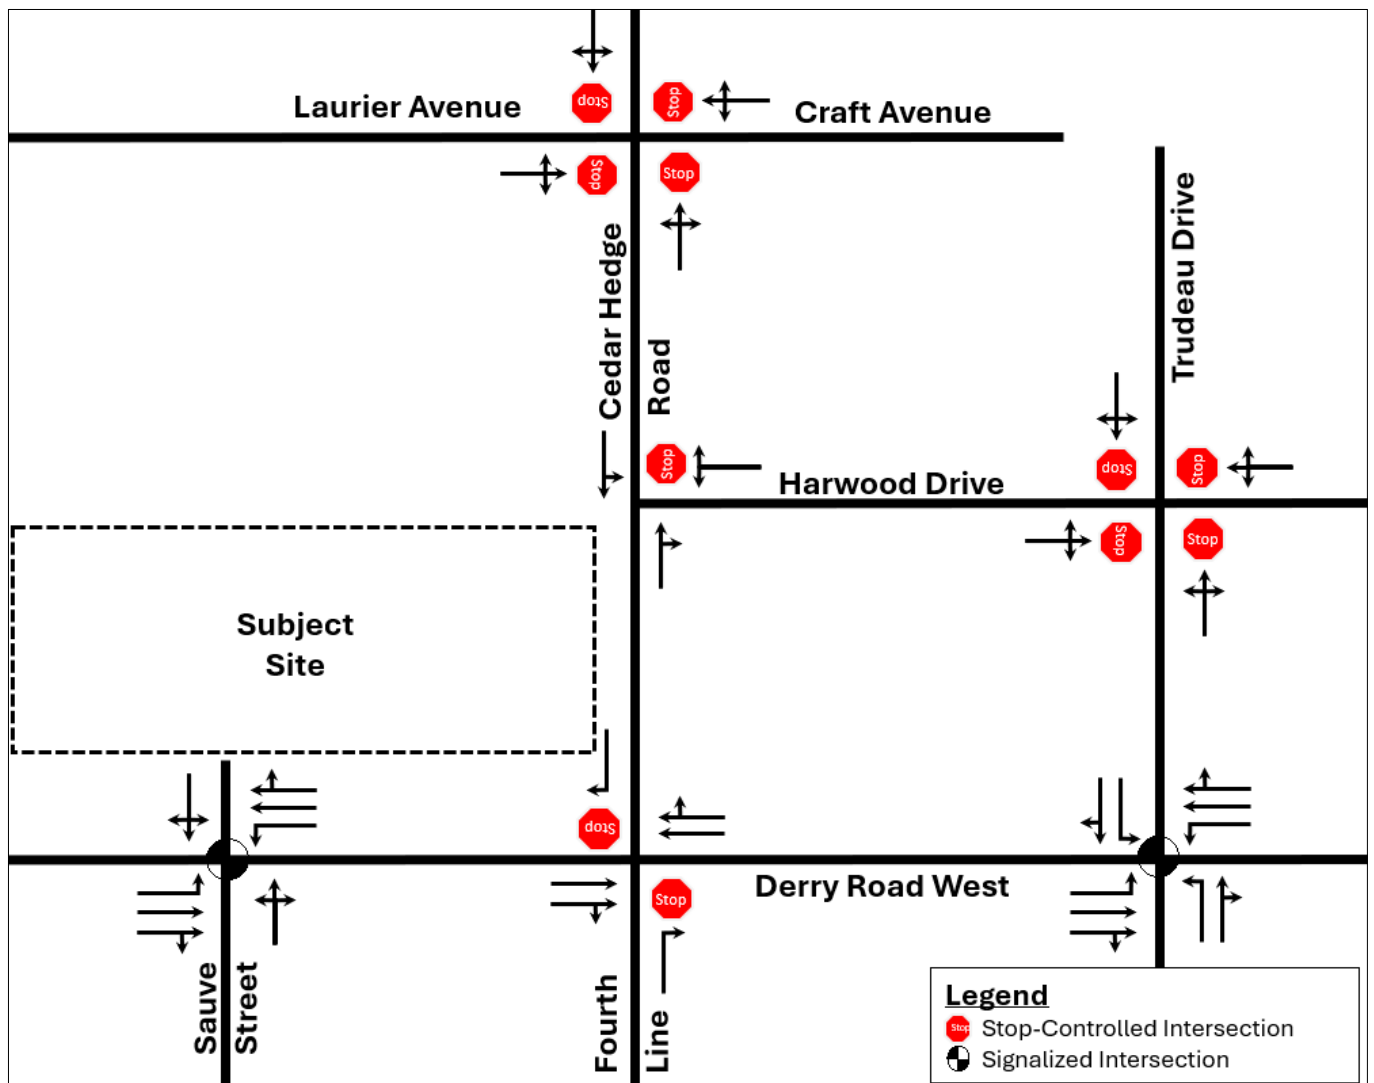 Laurier Avenue
Stop
Stop
Craft Avenue
Stop
Stop
Cedar Hedge
Road
Trudeau Drive
Stop
Harwood Drive
Stop
Stop
Stop
Stop
Subject
Site
Stop
Derry Road West
Stop
Sauve
Street
Fourth
Line
Legend
Stop
Stop-Controlled Intersection
Signalized Intersection